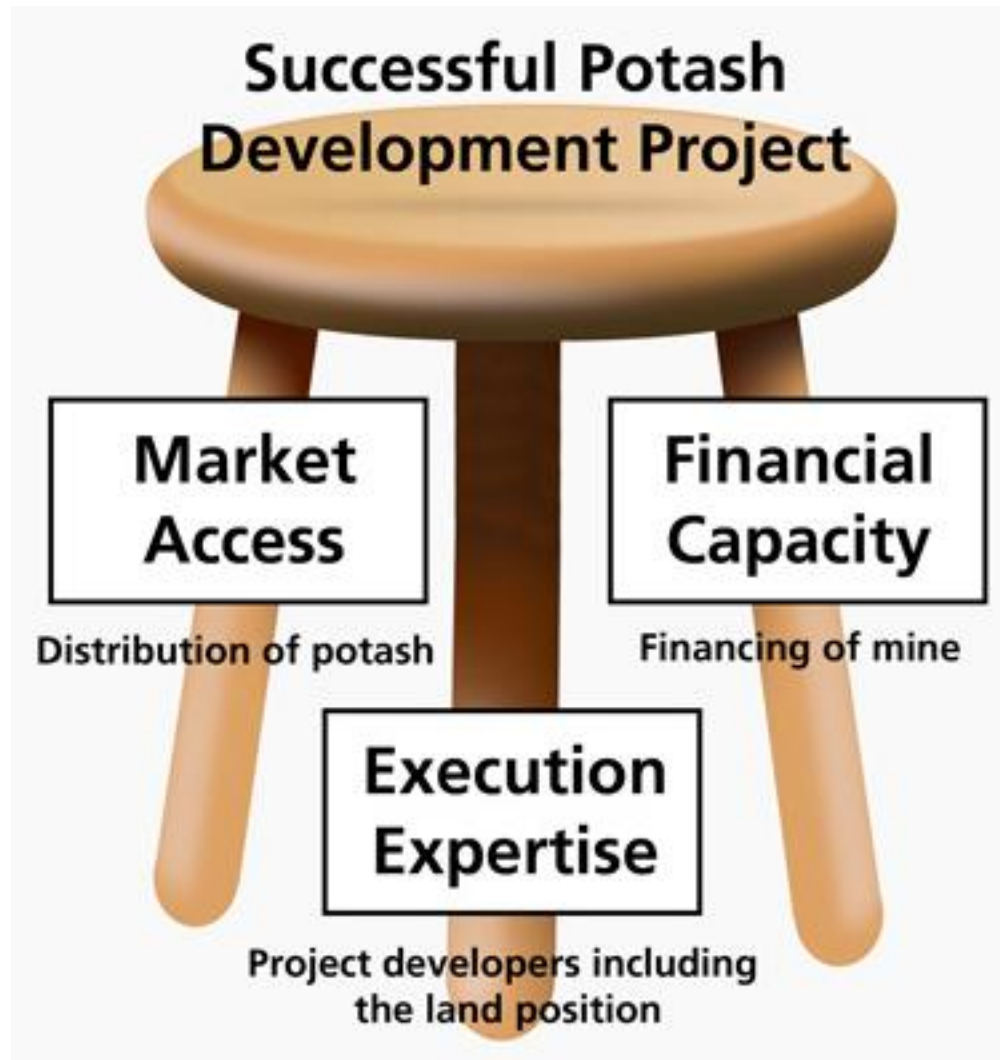 Successful Potash
Development Project
Market
Access
Distribution of potash
Financial
Capacity
Financing of mine
Execution
Expertise
Project developers including
the land position